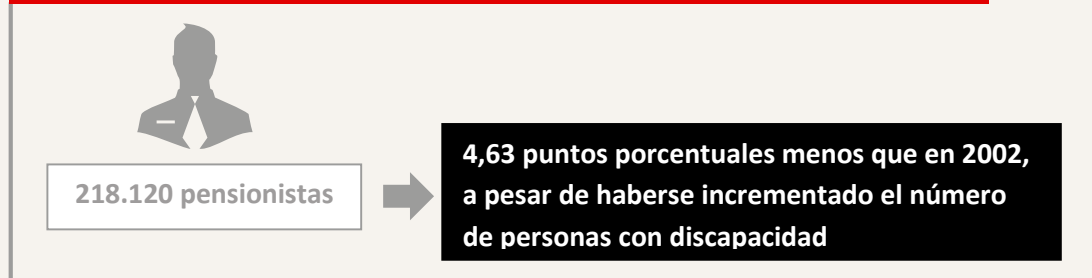 218.120 pensionistas
4,63 puntos porcentuales menos que en 2002,
a pesar de haberse incrementado el número
de personas con discapacidad